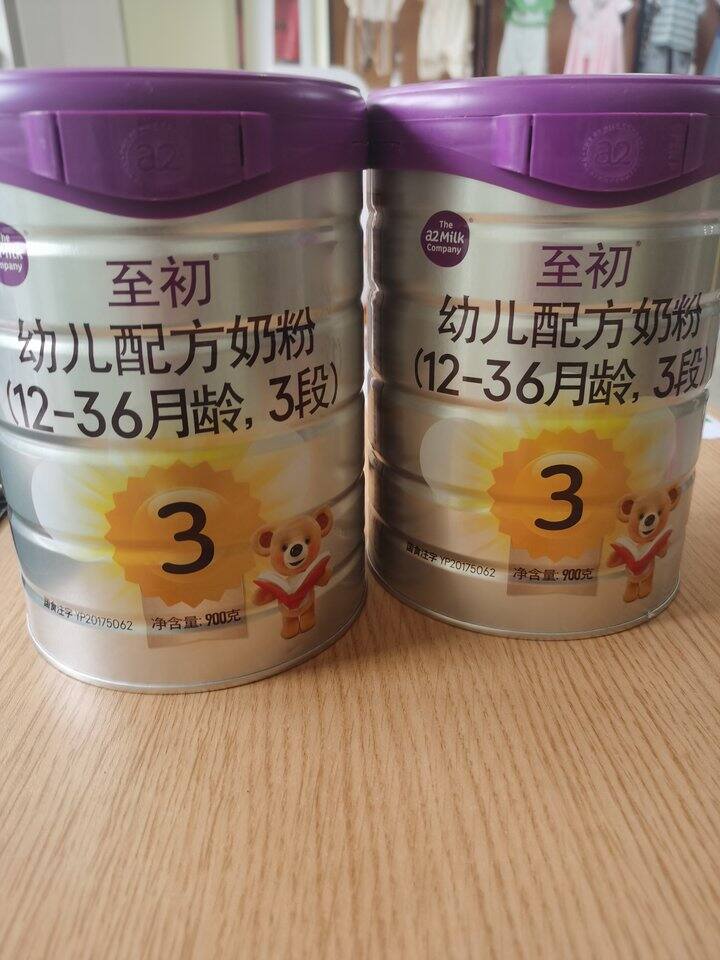 a2
The
a2 Milk
Company
至初®
幼儿配方奶粉
(12-36月龄, 3段)
3
国食注字 YP20175062
净含量: 900克
a2
The
a2 Milk
Company
至初®
幼儿配方奶粉
(12-36月龄, 3段)
3
国食注字 YP20175062
净含量: 900克